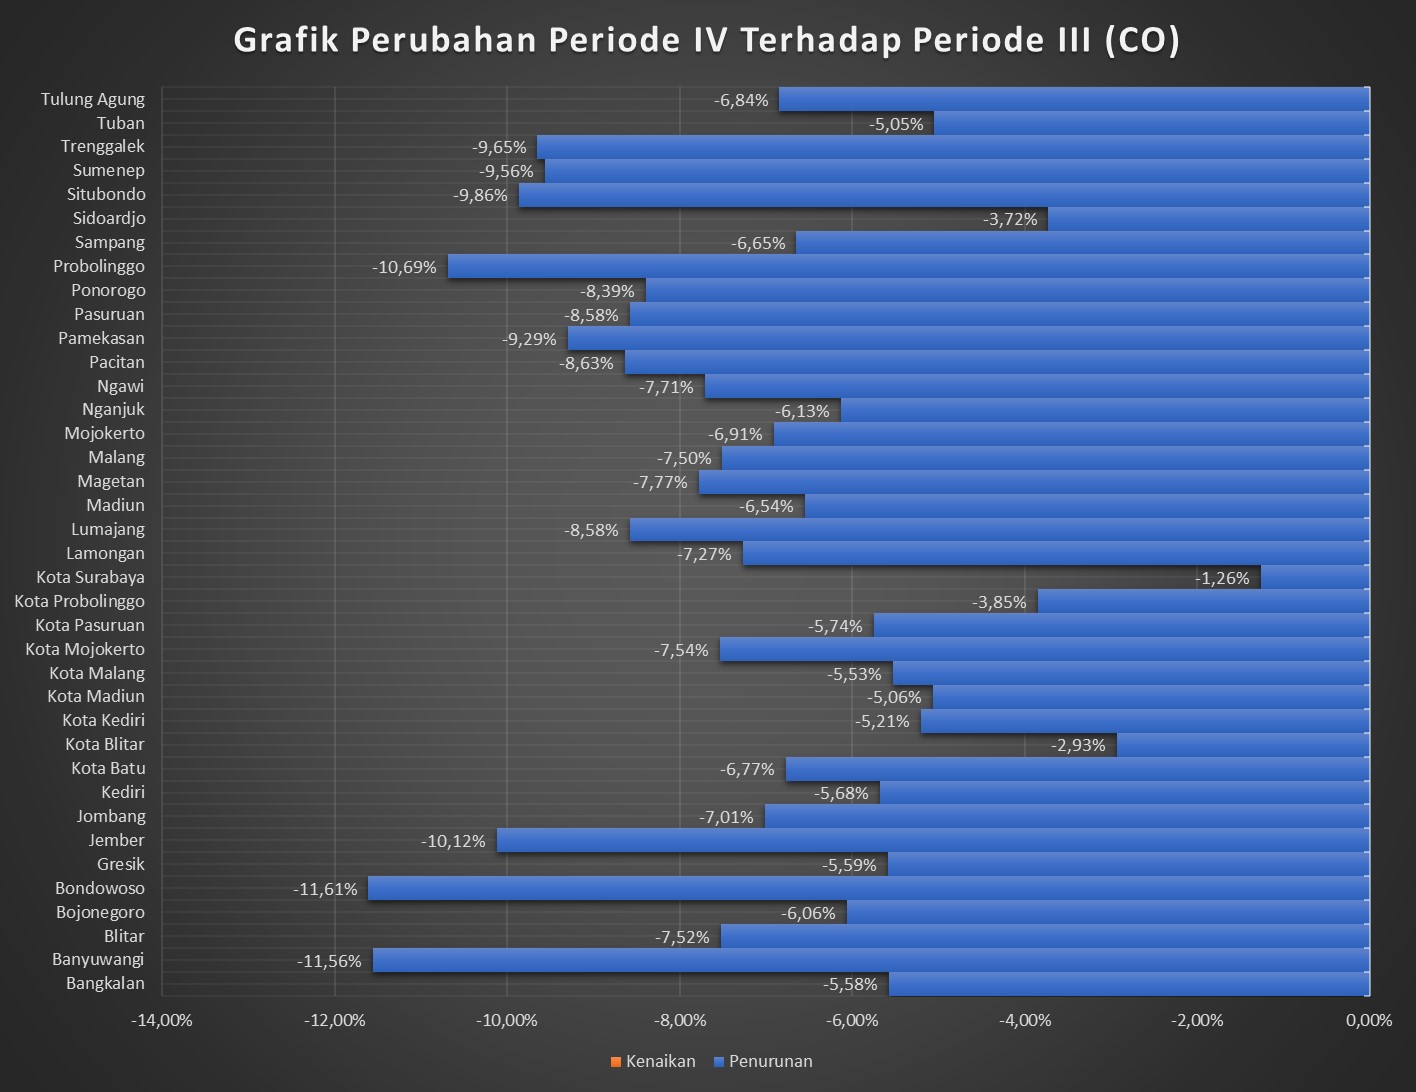 Grafik Perubahan Periode IV Terhadap Periode III (CO)
Tulung Agung -6,84%
Tuban -5,05%
Trenggalek -9,65%
Sumenep -9,56%
Situbondo -9,86%
Sidoardjo -3,72%
Sampang -6,65%
Probolinggo -10,69%
Ponorogo -8,39%
Pasuruan -8,58%
Pamekasan -9,29%
Pacitan -8,63%
Ngawi -7,71%
Nganjuk -6,13%
Mojokerto -6,91%
Malang -7,50%
Magetan -7,77%
Madiun -6,54%
Lumajang -8,58%
Lamongan -7,27%
Kota Surabaya -1,26%
Kota Probolinggo -3,85%
Kota Pasuruan -5,74%
Kota Mojokerto -7,54%
Kota Malang -5,53%
Kota Madiun -5,06%
Kota Kediri -5,21%
Kota Blitar -2,93%
Kota Batu -6,77%
Kediri -5,68%
Jombang -7,01%
Jember -10,12%
Gresik -5,59%
Bondowoso -11,61%
Bojonegoro -6,06%
Blitar -7,52%
Banyuwangi -11,56%
Bangkalan -5,58%
-14,00% -12,00% -10,00% -8,00% -6,00% -4,00% -2,00% 0,00%
Kenaikan Penurunan